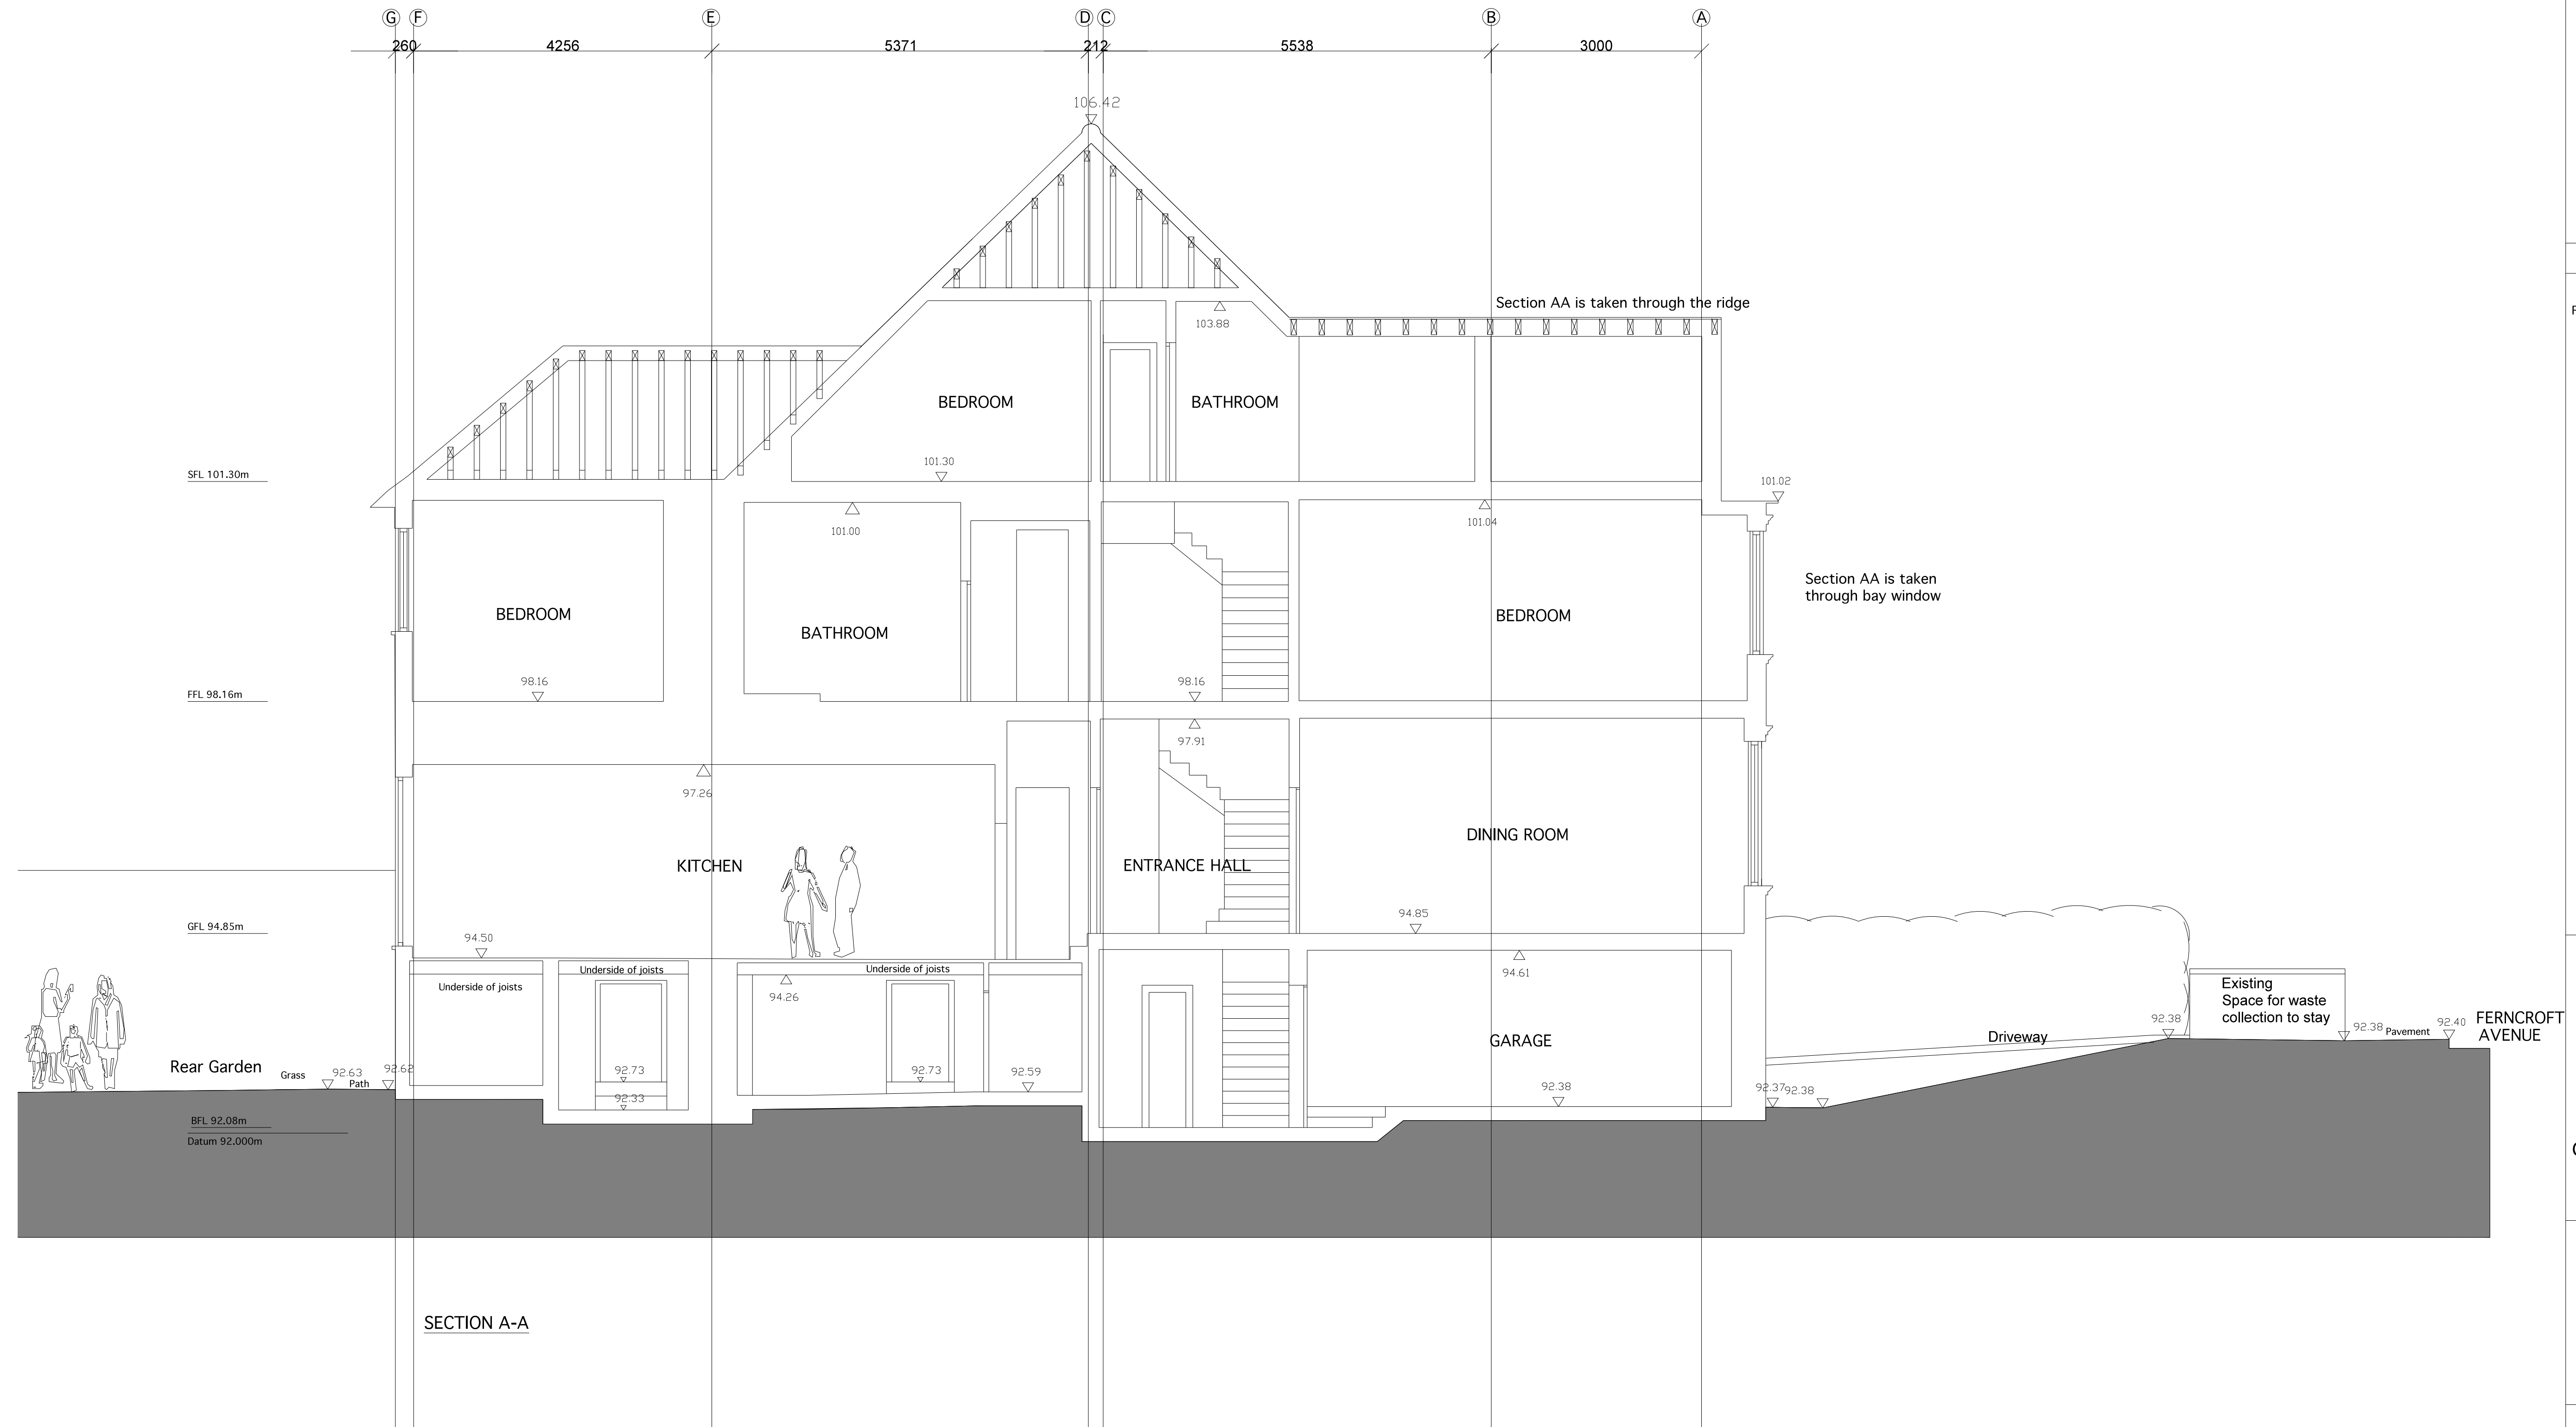 G F E D C B A
260 4256 5371 212 5538 3000
106.42
Section AA is taken through the ridge
103.88
BEDROOM
BATHROOM
SFL 101.30m
101.30
101.02
101.00
101.04
Section AA is taken
through bay window
BEDROOM
BATHROOM
BEDROOM
FFL 98.16m
98.16
98.16
97.91
97.26
KITCHEN
ENTRANCE HALL
DINING ROOM
GFL 94.85m
94.50
94.85
Underside of joists
Underside of joists
Underside of joists
94.26
94.61
Existing
Space for waste
collection to stay
92.38
92.38
Pavement
92.40
FERNCROFT
AVENUE
Driveway
GARAGE
Rear Garden
Grass
92.63
Path
92.62
92.73
92.33
92.73
92.59
92.38
92.37
92.38
BFL 92.08m
Datum 92.000m
SECTION A-A